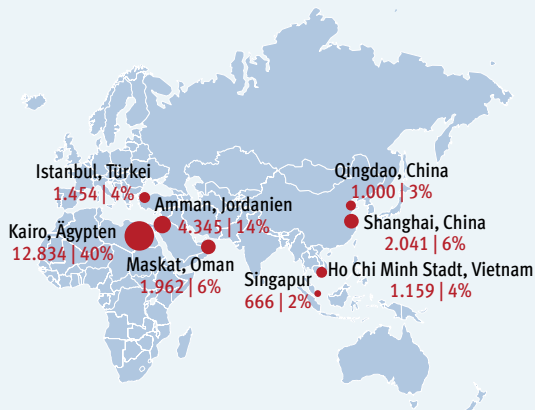 Istanbul, Türkei
1.454 | 4%
Amman, Jordanien
4.345 | 14%
Kairo, Ägypten
12.834 | 40%
Maskat, Oman
1.962 | 6%
Qingdao, China
1.000 | 3%
Shanghai, China
2.041 | 6%
Singapur
666 | 2%
Ho Chi Minh Stadt, Vietnam
1.159 | 4%